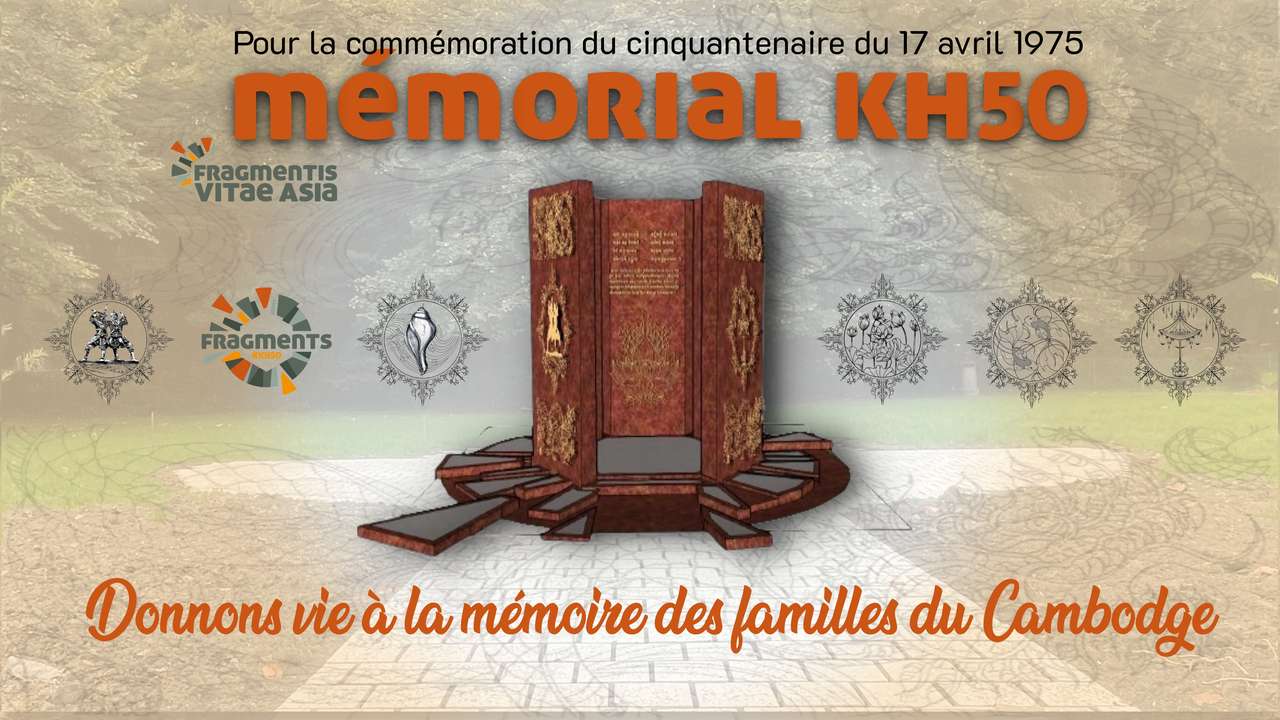 Pour la commémoration du cinquantenaire du 17 avril 1975
mémorial KH50
FRAGMENTIS
VITAE ASIA
FRAGMENTS
#KH50
Donnons vie à la mémoire des familles du Cambodge